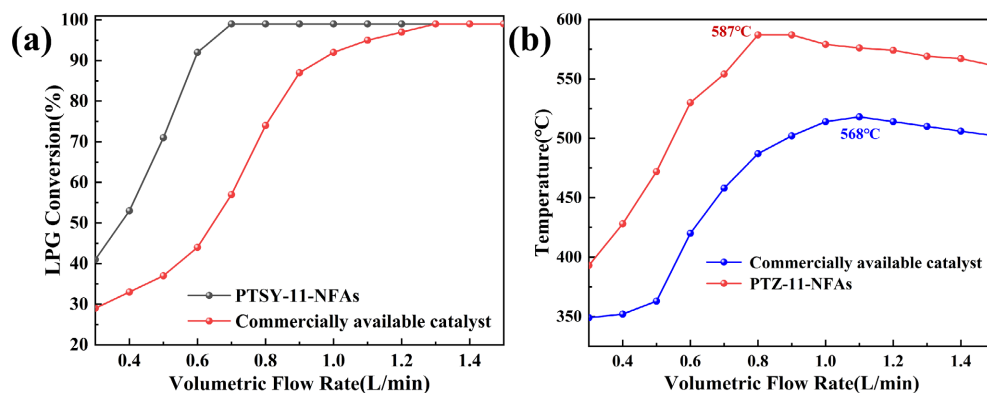 (a)
LPG Conversion(%)
100
90
80
70
60
50
40
30
20
PTSY-11-NFAs
Commercially available catalyst
0.4 0.6 0.8 1.0 1.2 1.4
Volumetric Flow Rate(L/min)
(b)
Temperature(℃)
600
550
500
450
400
350
587℃
568℃
Commercially available catalyst
PTZ-11-NFAs
0.4 0.6 0.8 1.0 1.2 1.4
Volumetric Flow Rate(L/min)